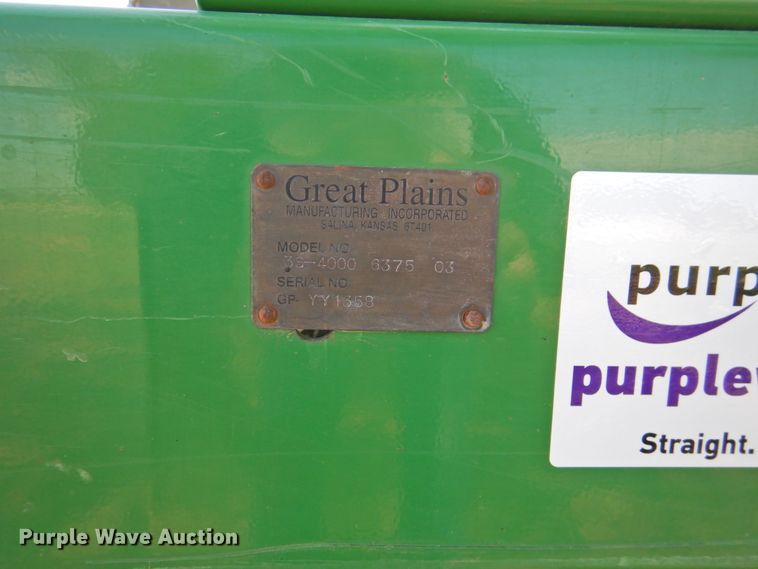 Great Plains
MANUFACTURING INCORPORATED
SALINA, KANSAS 67401
MODEL NO.
3S-4000 6375 03
SERIAL NO.
GP- YY1358
purp
purplew
Straight.
Purple Wave Auction